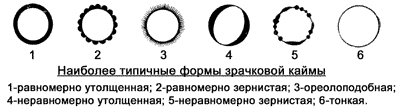 1 2 3 4 5 6
Наиболее типичные формы зрачковой каймы
1-равномерно утолщенная; 2-равномерно зернистая; 3-ореолоподобная;
4-неравномерно утолщенная; 5-неравномерно зернистая; 6-тонкая.